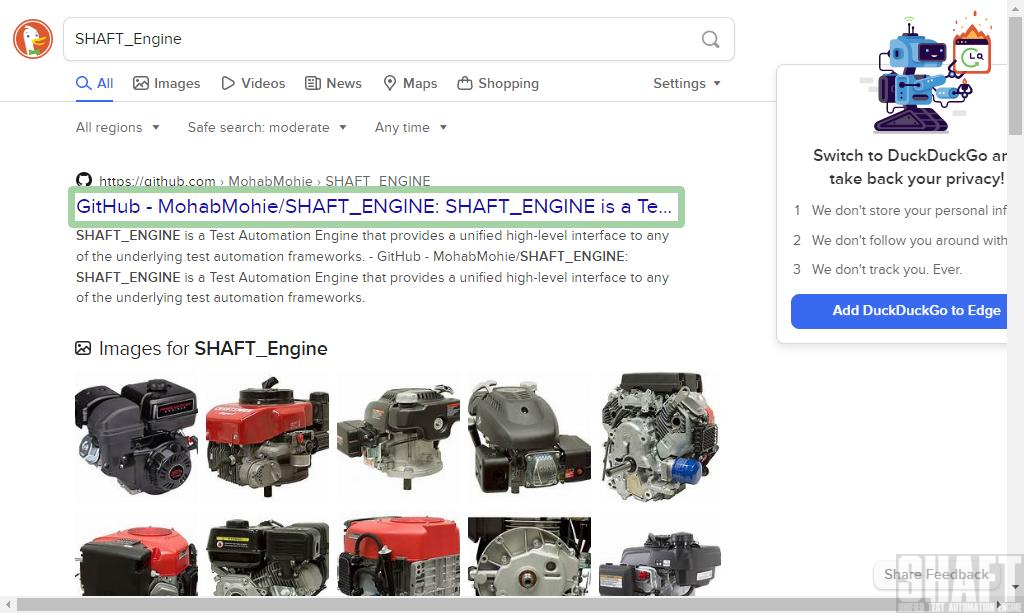 SHAFT_Engine
All Images Videos News Maps Shopping Settings
All regions Safe search: moderate Any time
https://github.com › MohabMohie › SHAFT_ENGINE
GitHub - MohabMohie/SHAFT_ENGINE: SHAFT_ENGINE is a Te...
SHAFT_ENGINE is a Test Automation Engine that provides a unified high-level interface to any
of the underlying test automation frameworks. - GitHub - MohabMohie/SHAFT_ENGINE:
SHAFT_ENGINE is a Test Automation Engine that provides a unified high-level interface to any
of the underlying test automation frameworks.
Images for SHAFT_Engine
Switch to DuckDuckGo an
take back your privacy!
1 We don't store your personal inf
2 We don't follow you around with
3 We don't track you. Ever.
Add DuckDuckGo to Edge
Share Feedback
SHAFT